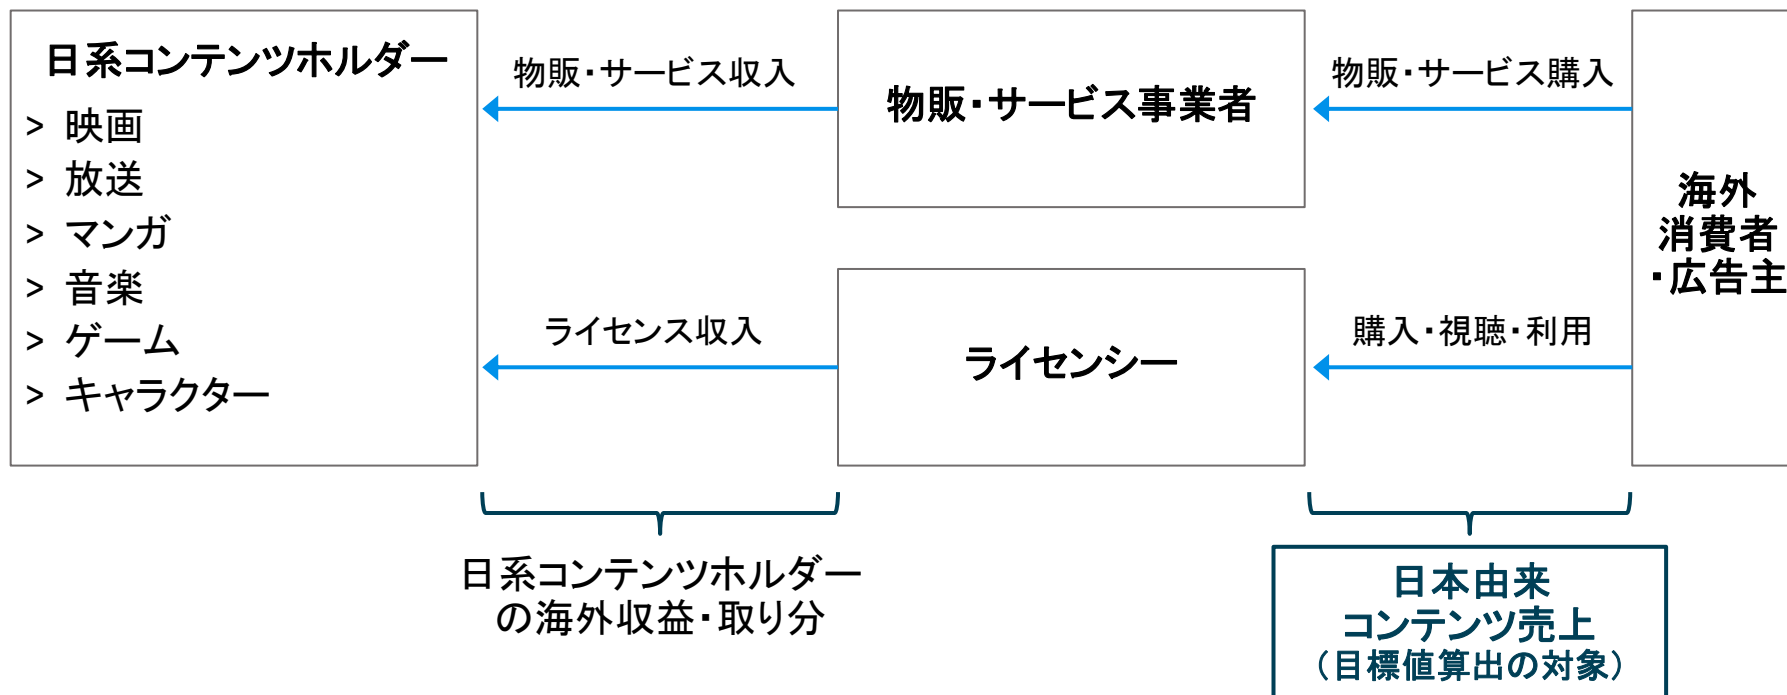 日系コンテンツホルダー
> 映画
> 放送
> マンガ
> 音楽
> ゲーム
> キャラクター
物販・サービス収入
ライセンス収入
物販・サービス事業者
ライセンシー
物販・サービス購入
購入・視聴・利用
海外
消費者
・広告主
日系コンテンツホルダー
の海外収益・取り分
日本由来
コンテンツ売上
（目標値算出の対象）